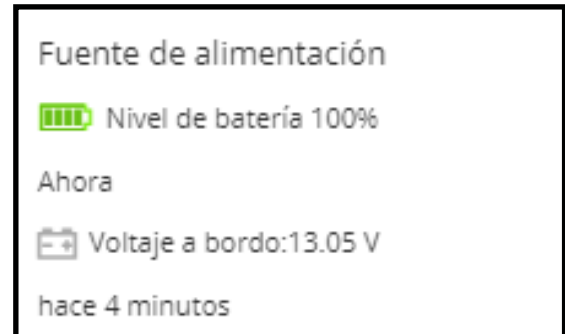 Fuente de alimentación
Nivel de batería 100%
Ahora
Voltaje a bordo:13.05 V
hace 4 minutos